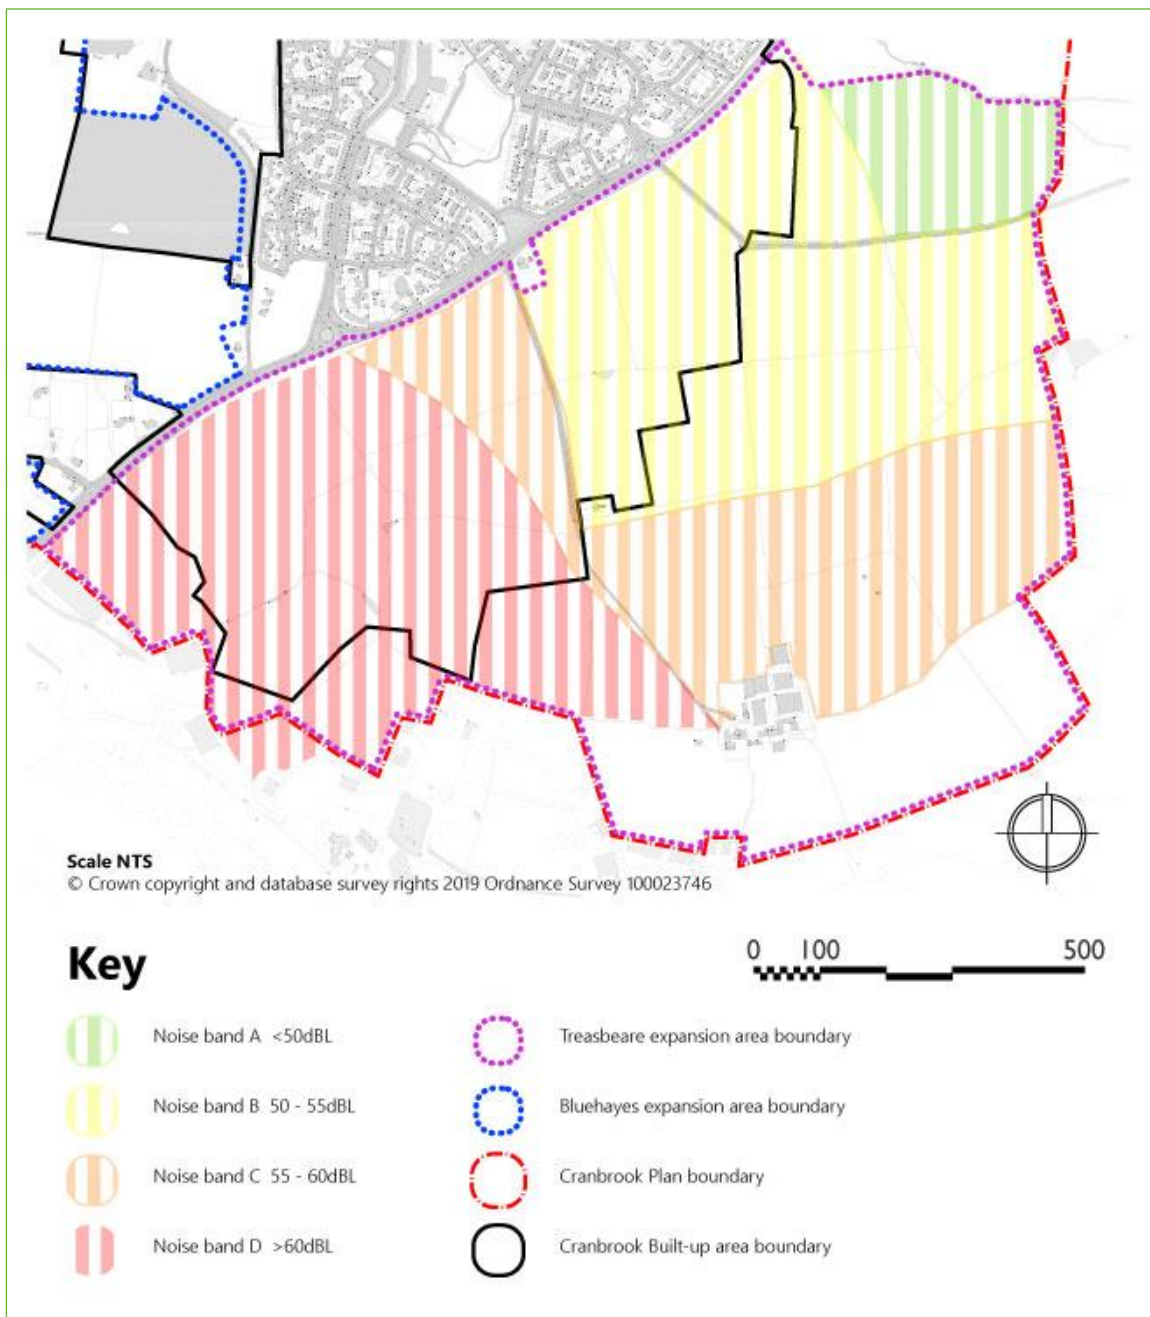 Scale NTS
© Crown copyright and database survey rights 2019 Ordnance Survey 100023746
Key
0 100 500
Noise band A <50dBL
Noise band B 50 - 55dBL
Noise band C 55 - 60dBL
Noise band D >60dBL
Treasbeare expansion area boundary
Bluehayes expansion area boundary
Cranbrook Plan boundary
Cranbrook Built-up area boundary